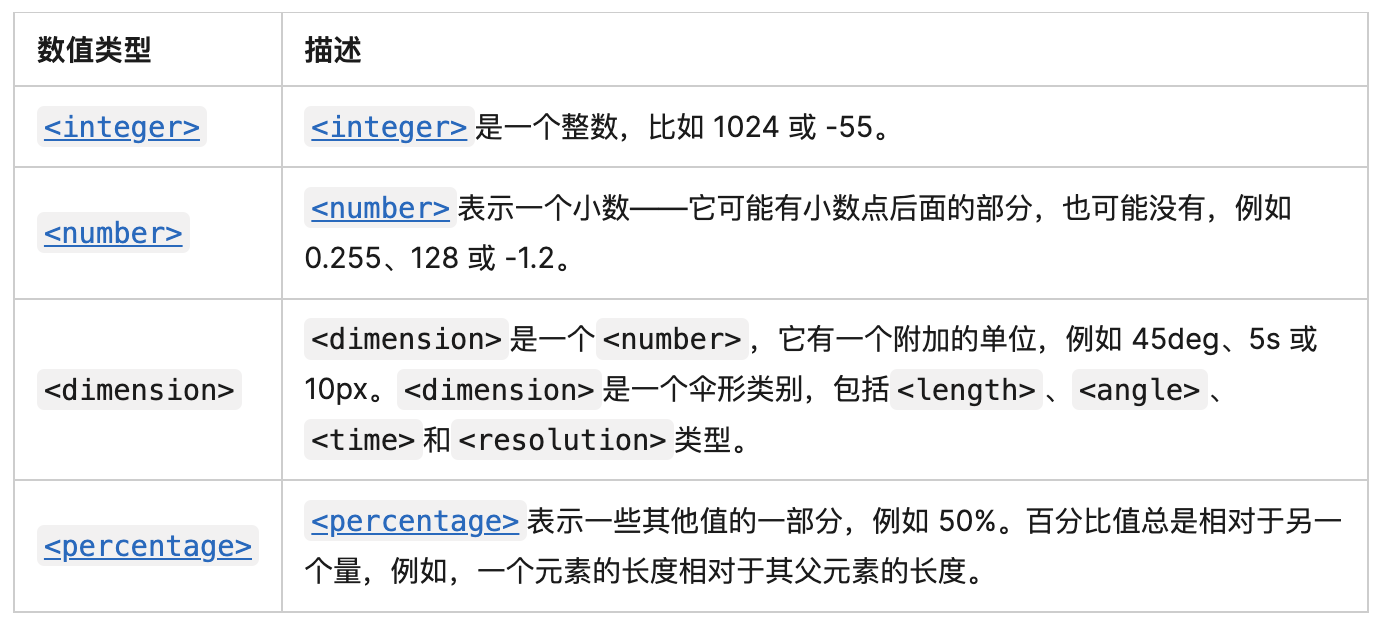 数值类型 描述
<integer> <integer>是一个整数，比如 1024 或 -55。
<number> <number>表示一个小数——它可能有小数点后面的部分，也可能没有，例如
0.255、128 或 -1.2。
<dimension> <dimension>是一个<number>，它有一个附加的单位，例如 45deg、5s 或
10px。<dimension>是一个伞形类别，包括<length>、<angle>、
<time>和<resolution>类型。
<percentage> <percentage>表示一些其他值的一部分，例如 50%。百分比值总是相对于另一
个量，例如，一个元素的长度相对于其父元素的长度。